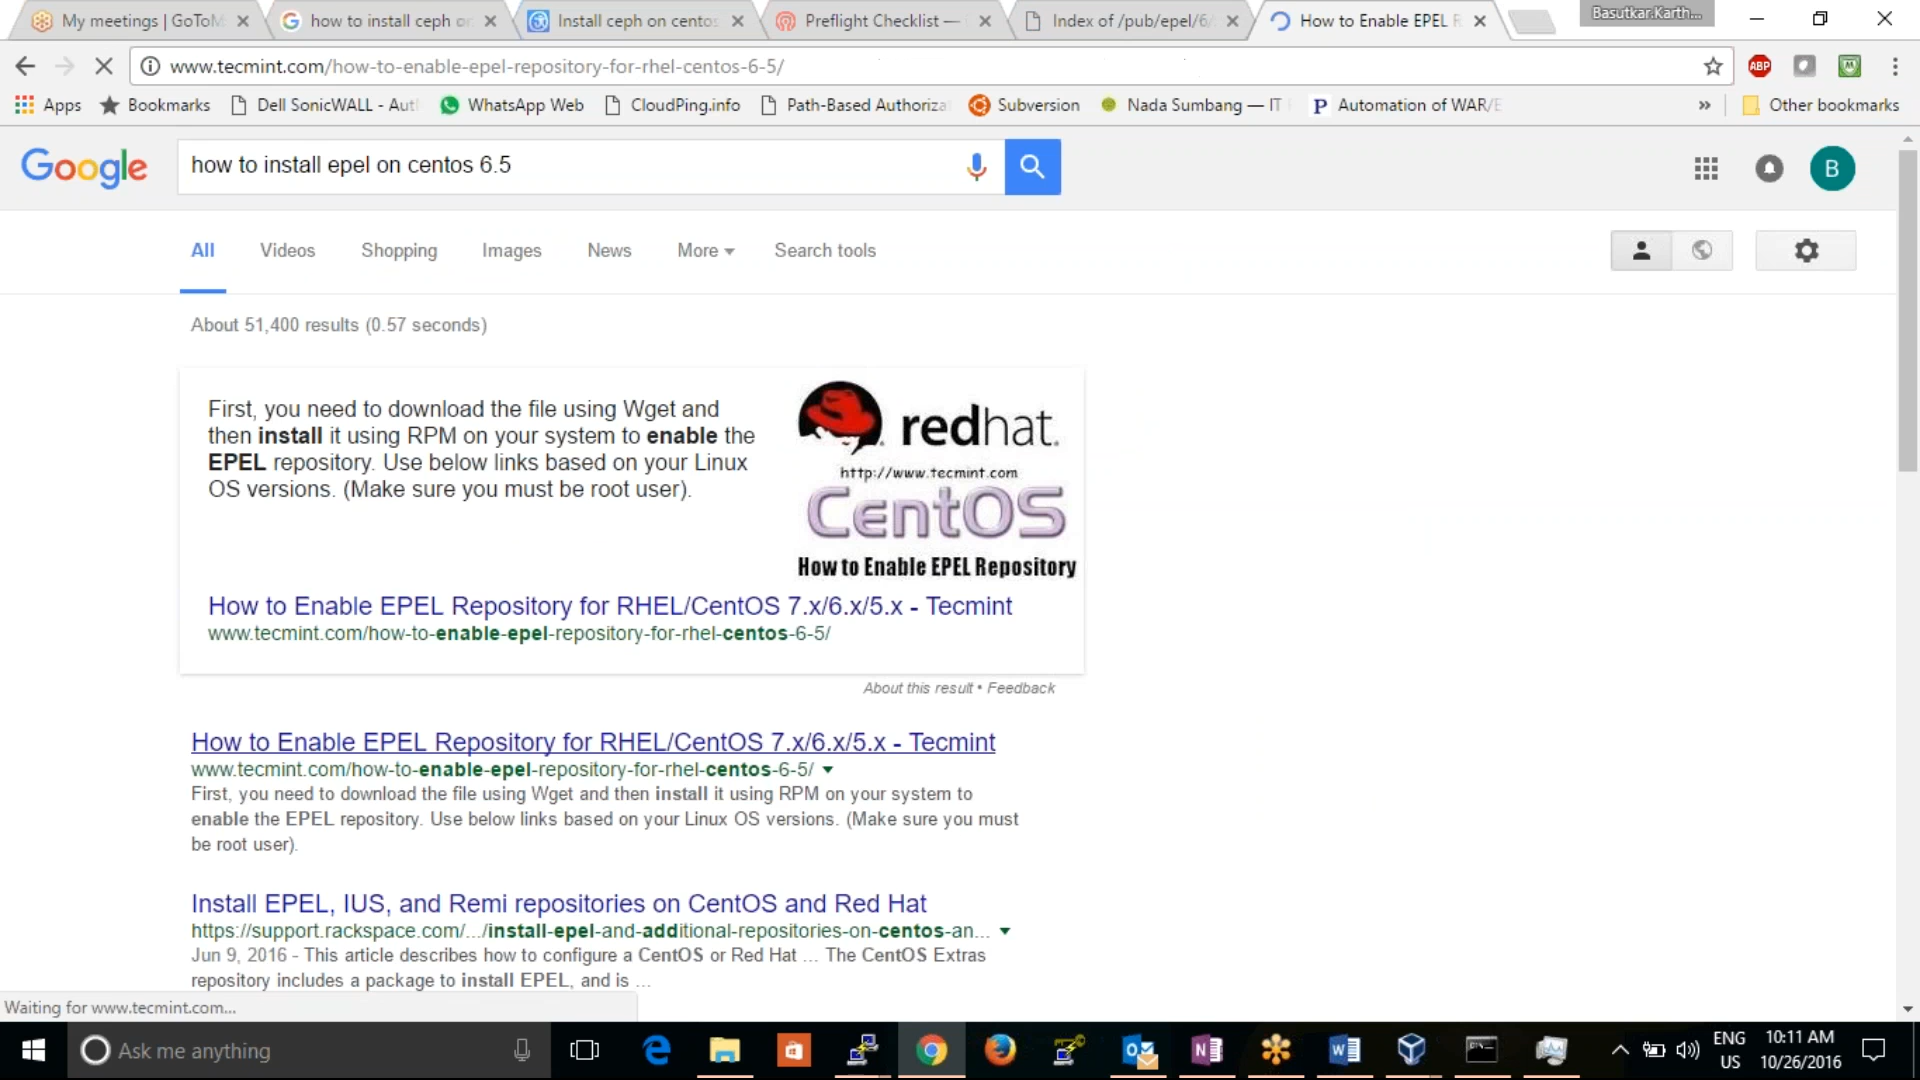 My meetings | GoToM
how to install ceph on
Install ceph on centos
Preflight Checklist —
Index of /pub/epel/6/
How to Enable EPEL R
Basutkar.Karth...
www.tecmint.com/how-to-enable-epel-repository-for-rhel-centos-6-5/
ABP
Apps
Bookmarks
Dell SonicWALL - Aut
WhatsApp Web
CloudPing.info
Path-Based Authoriza
Subversion
Nada Sumbang — IT
P
Automation of WAR/E
»
Other bookmarks
Google
how to install epel on centos 6.5
B
All
Videos
Shopping
Images
News
More
Search tools
About 51,400 results (0.57 seconds)
First, you need to download the file using Wget and
then install it using RPM on your system to enable the
EPEL repository. Use below links based on your Linux
OS versions. (Make sure you must be root user).
redhat.
http://www.tecmint.com
CentOS
How to Enable EPEL Repository
How to Enable EPEL Repository for RHEL/CentOS 7.x/6.x/5.x - Tecmint
www.tecmint.com/how-to-enable-epel-repository-for-rhel-centos-6-5/
About this result • Feedback
How to Enable EPEL Repository for RHEL/CentOS 7.x/6.x/5.x - Tecmint
www.tecmint.com/how-to-enable-epel-repository-for-rhel-centos-6-5/
First, you need to download the file using Wget and then install it using RPM on your system to
enable the EPEL repository. Use below links based on your Linux OS versions. (Make sure you must
be root user).
Install EPEL, IUS, and Remi repositories on CentOS and Red Hat
https://support.rackspace.com/.../install-epel-and-additional-repositories-on-centos-an...
Jun 9, 2016 - This article describes how to configure a CentOS or Red Hat ... The CentOS Extras
repository includes a package to install EPEL, and is ...
Waiting for www.tecmint.com...
Ask me anything
ENG
US
10:11 AM
10/26/2016